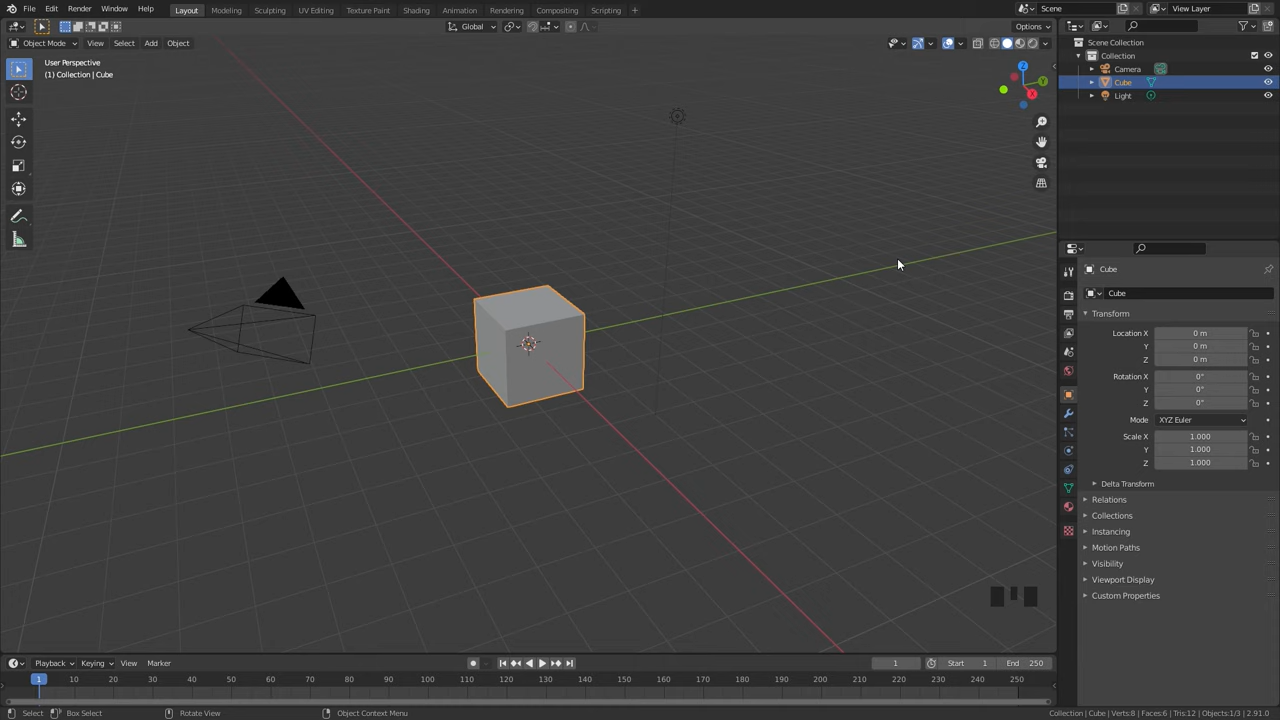 File Edit Render Window Help Layout Modeling Sculpting UV Editing Texture Paint Shading Animation Rendering Compositing Scripting + Scene View Layer
Global Options
Object Mode View Select Add Object
User Perspective
(1) Collection | Cube
Z
Y
X
Scene Collection
Collection
Camera
Cube
Light
Cube
Cube
Transform
Location X 0 m
Y 0 m
Z 0 m
Rotation X 0°
Y 0°
Z 0°
Mode XYZ Euler
Scale X 1.000
Y 1.000
Z 1.000
Delta Transform
Relations
Collections
Instancing
Motion Paths
Visibility
Viewport Display
Custom Properties
Playback Keying View Marker 1 Start 1 End 250
1 10 20 30 40 50 60 70 80 90 100 110 120 130 140 150 160 170 180 190 200 210 220 230 240 250
Select Box Select Rotate View Object Context Menu Collection | Cube | Verts:8 | Faces:6 | Tris:12 | Objects:1/3 | 2.91.0